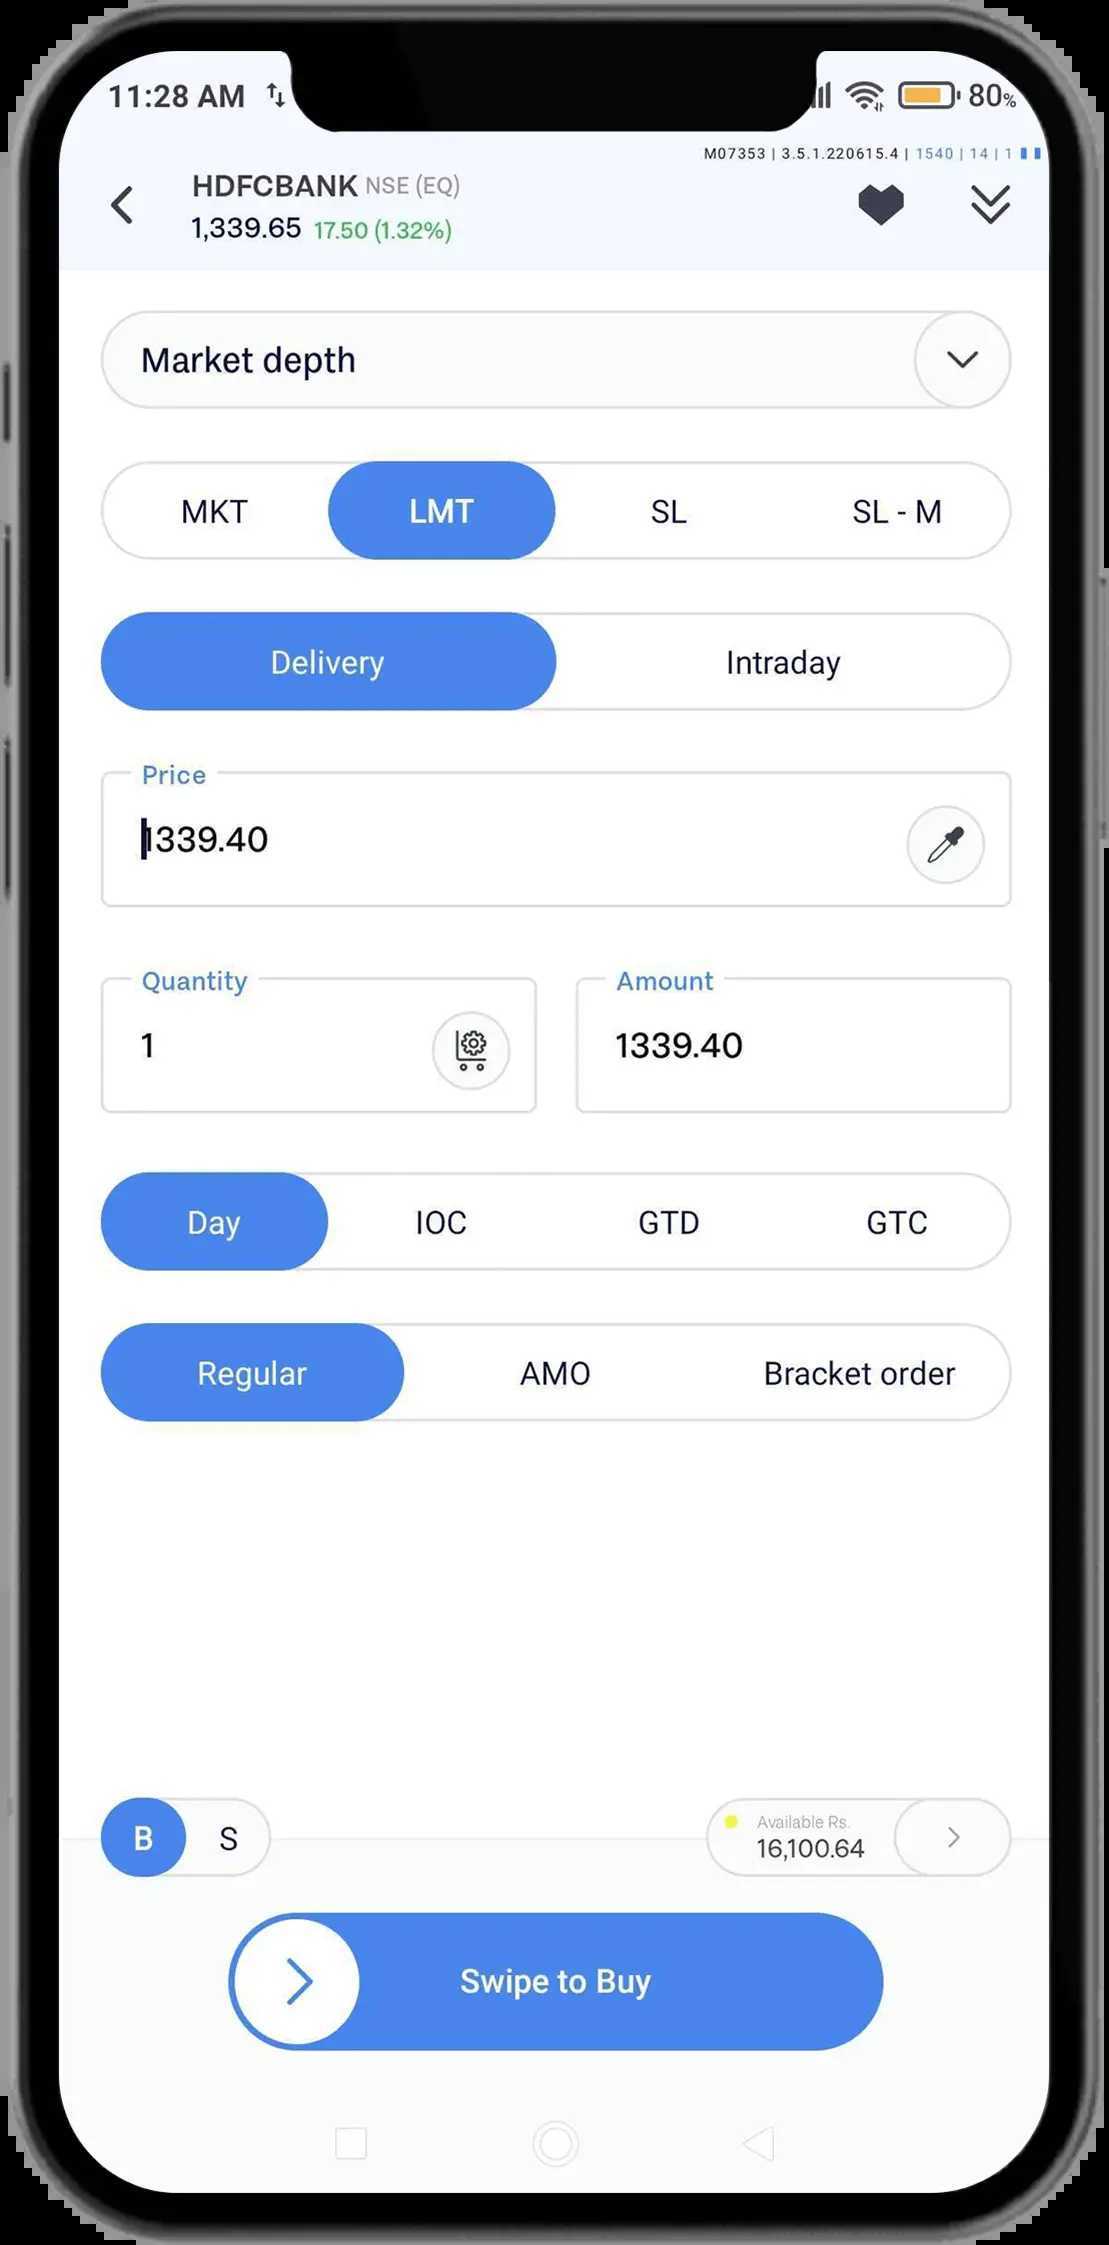 11:28 AM 80%
M07353 | 3.5.1.220615.4 | 1540 | 14 | 1
HDFCBANK NSE (EQ)
1,339.65 17.50 (1.32%)
Market depth
MKT LMT SL SL - M
Delivery Intraday
Price
1339.40
Quantity Amount
1 1339.40
Day IOC GTD GTC
Regular AMO Bracket order
B S Available Rs.
16,100.64
Swipe to Buy